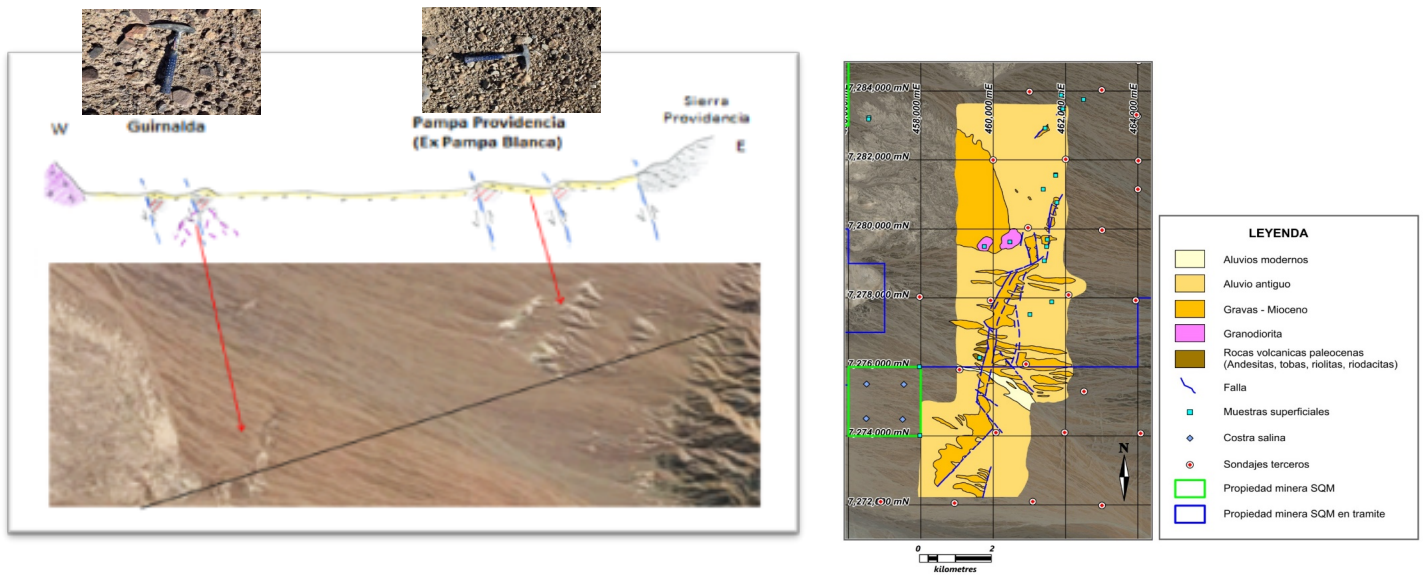 W
Guirnalda
Pampa Providencia
(Ex Pampa Blanca)
Sierra
Providencia
E
458,000 mE
460,000 mE
462,000 mE
464,000 mE
7,284,000 mN
7,282,000 mN
7,280,000 mN
7,278,000 mN
7,276,000 mN
7,274,000 mN
7,272,000 mN
N
0 2
kilometres
LEYENDA
Aluvios modernos
Aluvio antiguo
Gravas - Mioceno
Granodiorita
Rocas volcanicas paleocenas
(Andesitas, tobas, riolitas, riodacitas)
Falla
Muestras superficiales
Costra salina
Sondajes terceros
Propiedad minera SQM
Propiedad minera SQM en tramite